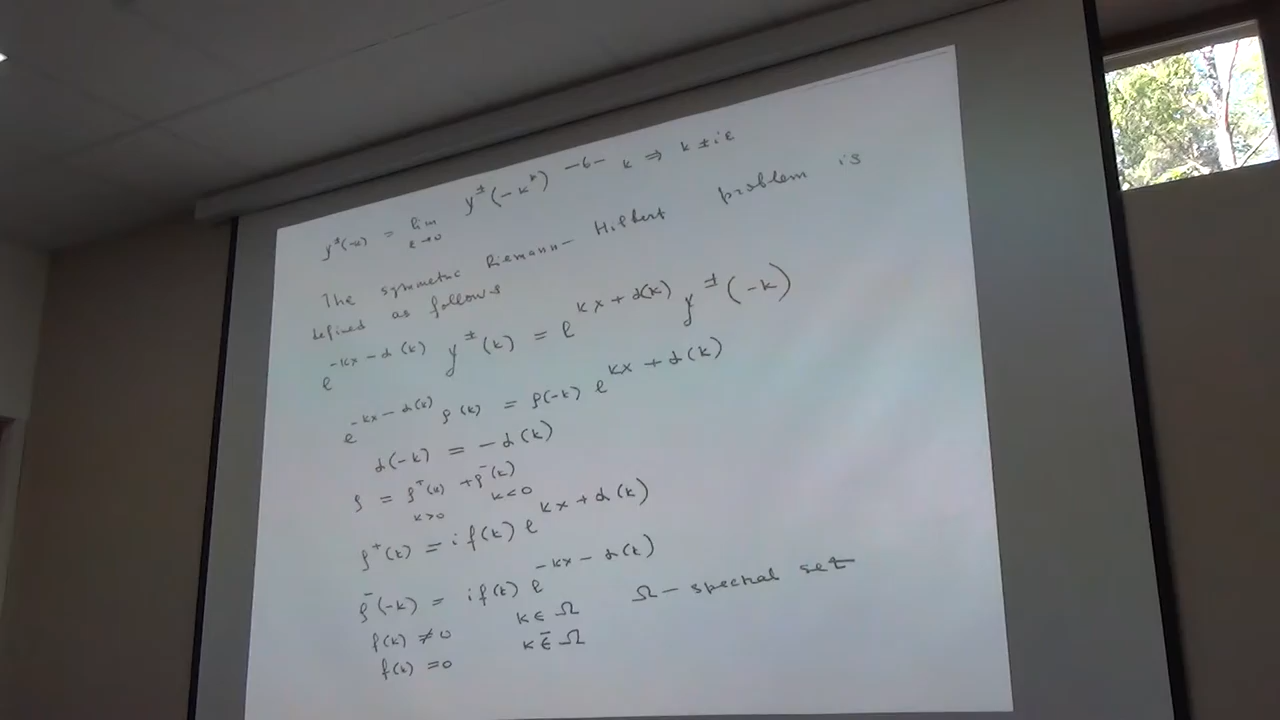 y^±(-k) = lim_{ε→0} y^±(-k^±) -6- k ⇒ k ± iε
The symmetric Riemann-Hilbert problem is
defined as follows
e^{-kx-α(k)} y^±(k) = e^{kx+α(k)} y^±(-k)
e^{-kx-α(k)} ρ(k) = ρ(-k) e^{kx+α(k)}
α(-k) = -α(k)
ρ = ρ^+(k) + ρ^-(k)
k>0 k<0
ρ^+(k) = i f(k) e^{kx+α(k)}
ρ^-(-k) = i f(k) e^{-kx-α(k)}
f(k) ≠ 0 k ∈ Ω Ω - spectral set
f(k) = 0 k ∈̄ Ω